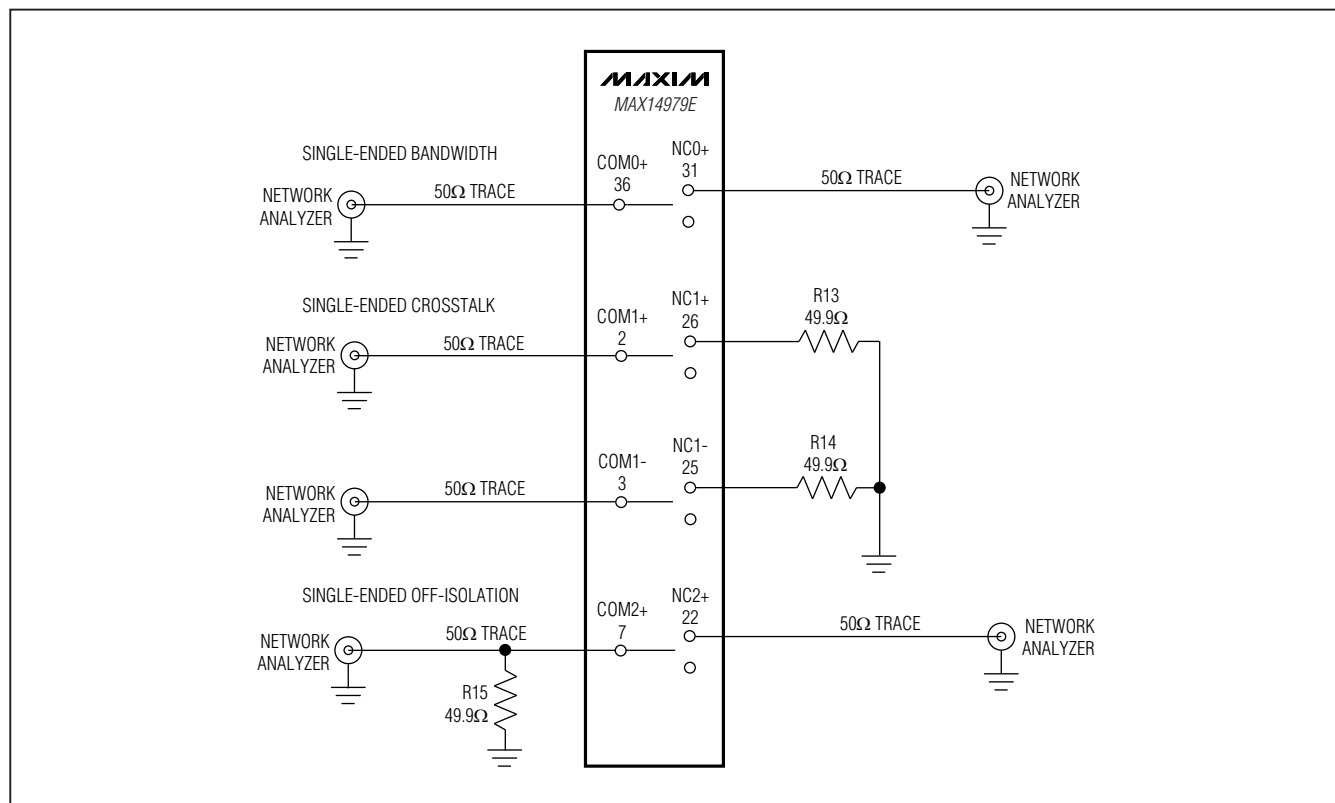 MAXIM
MAX14979E
SINGLE-ENDED BANDWIDTH
NETWORK
ANALYZER
50Ω TRACE
COM0+
36
NC0+
31
50Ω TRACE
NETWORK
ANALYZER
SINGLE-ENDED CROSSTALK
NETWORK
ANALYZER
50Ω TRACE
COM1+
2
NC1+
26
R13
49.9Ω
NETWORK
ANALYZER
50Ω TRACE
COM1-
3
NC1-
25
R14
49.9Ω
SINGLE-ENDED OFF-ISOLATION
NETWORK
ANALYZER
50Ω TRACE
R15
49.9Ω
COM2+
7
NC2+
22
50Ω TRACE
NETWORK
ANALYZER